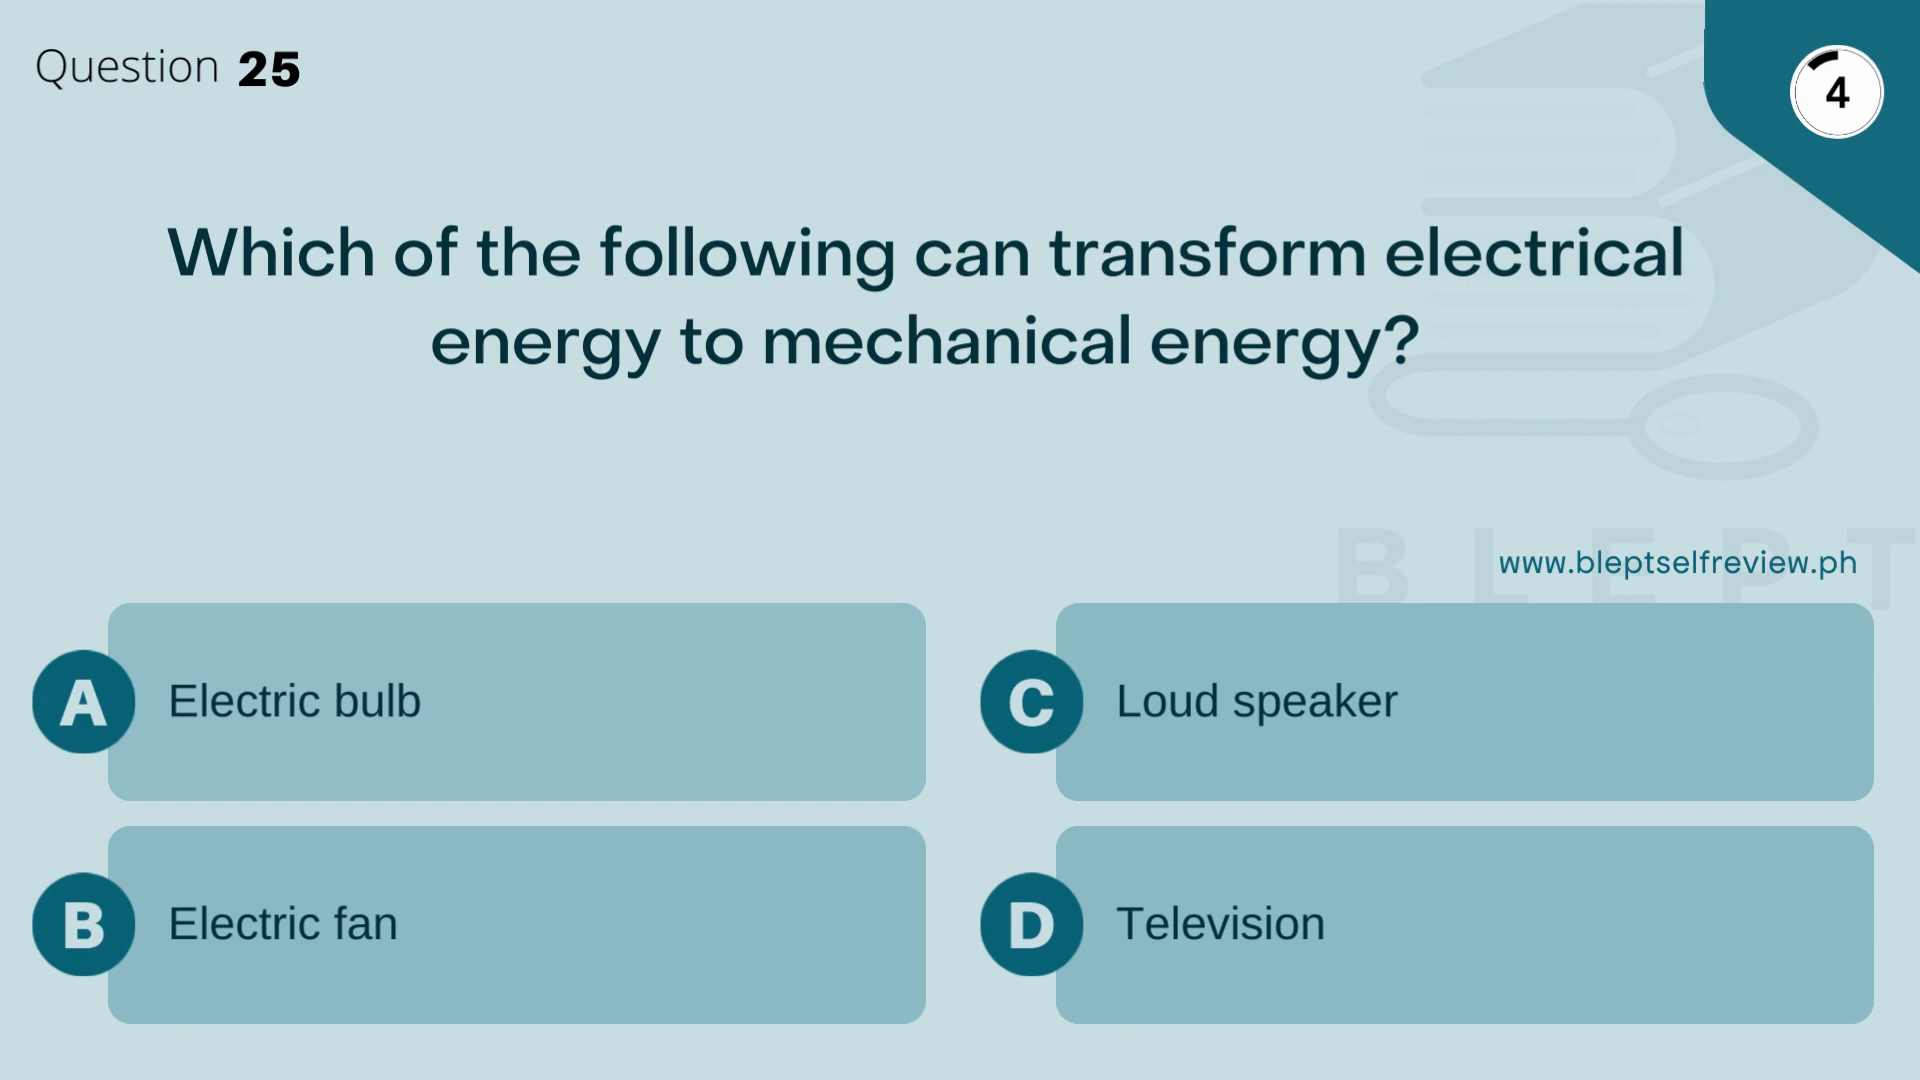 Question 25
4
Which of the following can transform electrical
energy to mechanical energy?
BLEPT
www.bleptselfreview.ph
A Electric bulb
C Loud speaker
B Electric fan
D Television